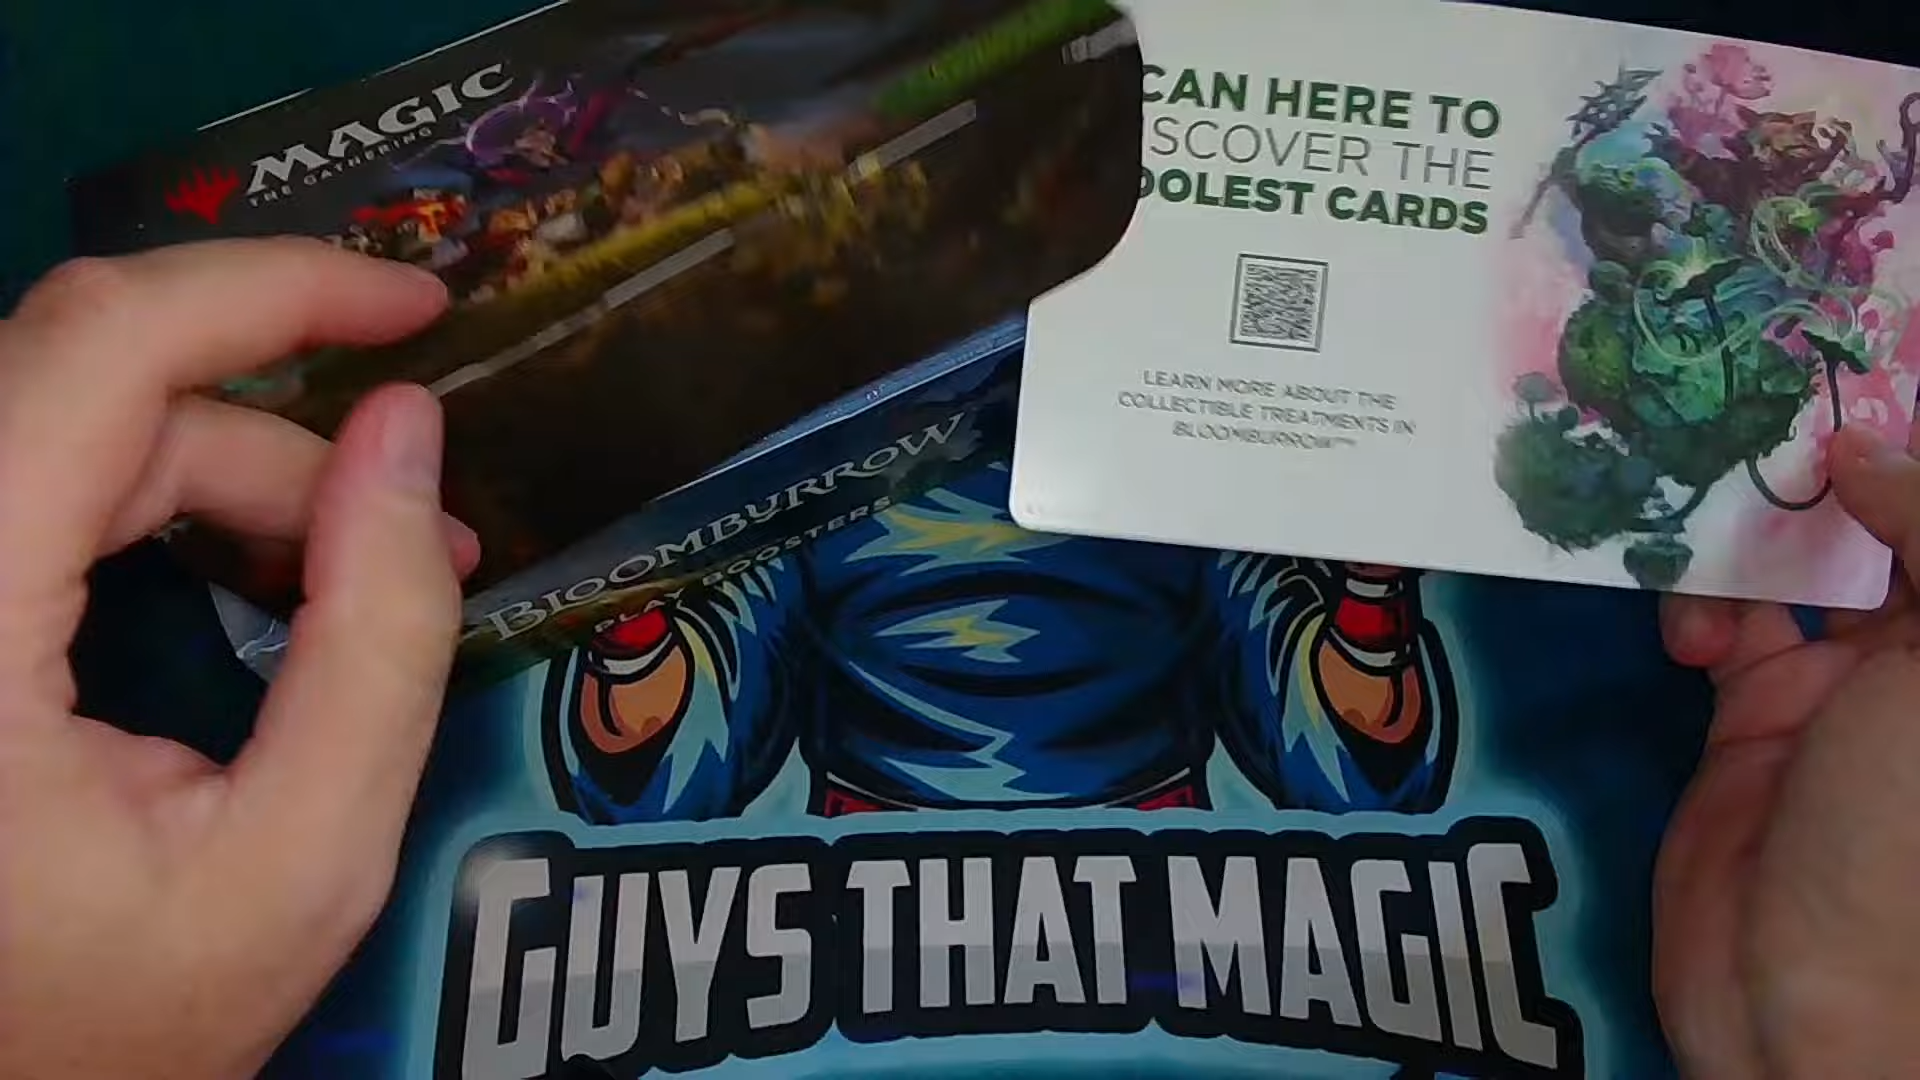 MAGIC
THE GATHERING
CAN HERE TO
ISCOVER THE
OOLEST CARDS
LEARN MORE ABOUT THE
COLLECTIBLE TREATMENTS IN
BLOOMBURROW™
BLOOMBURROW
PLAY BOOSTERS
GUYS THAT MAGIC